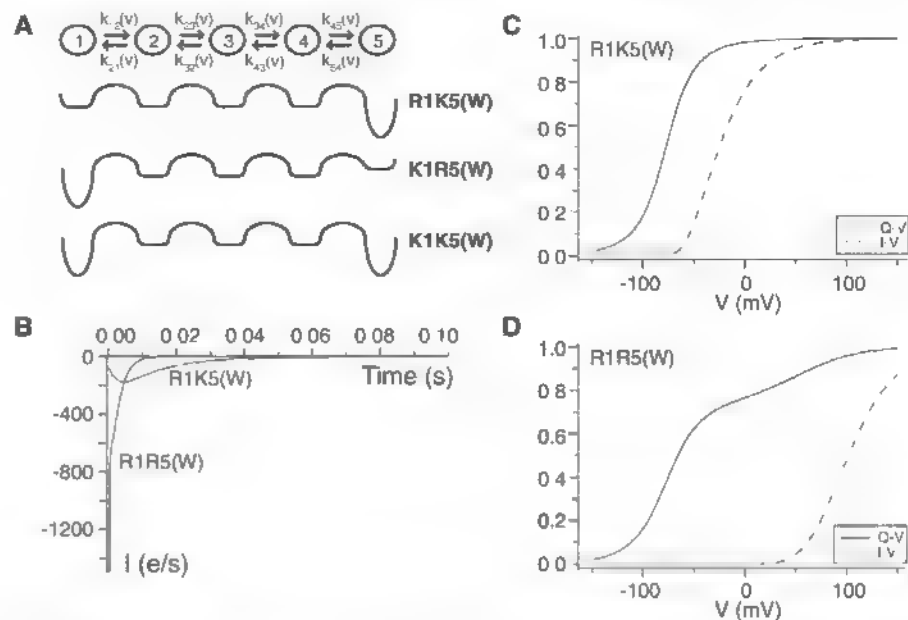 A
k₁₂(v) k₂₃(v) k₃₄(v) k₄₅(v)
1 2 3 4 5
k₂₁(v) k₃₂(v) k₄₃(v) k₅₄(v)
R1K5(W)
K1R5(W)
K1K5(W)
B
0 00 0 02 0 04 0 06 0 08 0 10
Time (s)
0
-400
-800
-1200
R1K5(W)
R1R5(W)
I (e/s)
C
R1K5(W)
1.0
0.8
0.6
0.4
0 2
0 0
Q-V
I-V
-100 0 100
V (mV)
D
R1R5(W)
1.0
0.8
0.6
0.4
0.2
0 0
Q-V
I V
-100 0 100
V (mV)